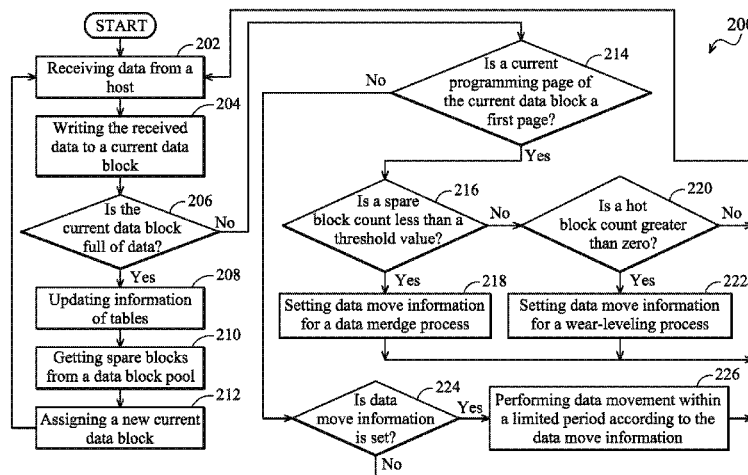 START
202
Receiving data from a
host
204
Writing the received
data to a current data
block
206
Is the
current data block
full of data?
No
Yes
208
Updating information
of tables
210
Getting spare blocks
from a data block pool
212
Assigning a new current
data block
214
Is a current
programming page of
the current data block a
first page?
No
Yes
216
Is a spare
block count less than a
threshold value?
No
Yes
218
Setting data move information
for a data merdge process
220
Is a hot
block count greater
than zero?
No
Yes
222
Setting data move information
for a wear-leveling process
224
Is data
move information
is set?
Yes
No
226
Performing data movement within
a limited period according to the
data move information